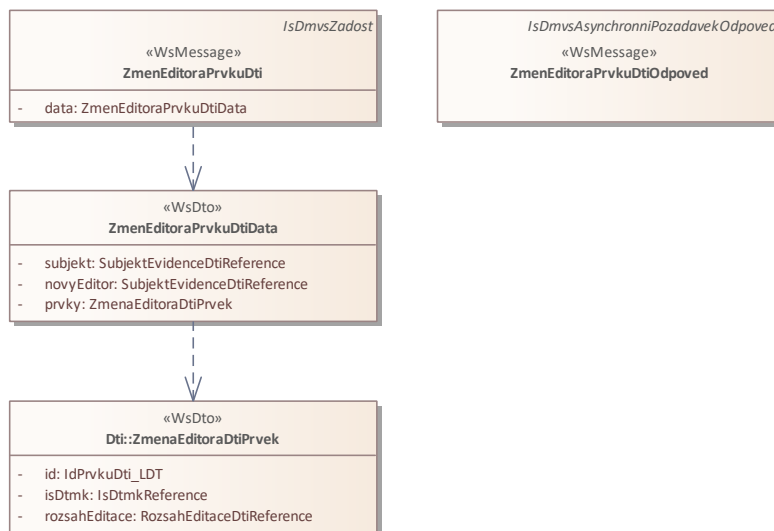 IsDmvsZadost
«WsMessage»
ZmenEditoraPrvkuDti
- data: ZmenEditoraPrvkuDtiData
IsDmvsAsynchronniPozadavekOdpoved
«WsMessage»
ZmenEditoraPrvkuDtiOdpoved
«WsDto»
ZmenEditoraPrvkuDtiData
- subjekt: SubjektEvidenceDtiReference
- novyEditor: SubjektEvidenceDtiReference
- prvky: ZmenaEditoraDtiPrvek
«WsDto»
Dti::ZmenaEditoraDtiPrvek
- id: IdPrvkuDti_LDT
- isDtmk: IsDtmkReference
- rozsahEditace: RozsahEditaceDtiReference